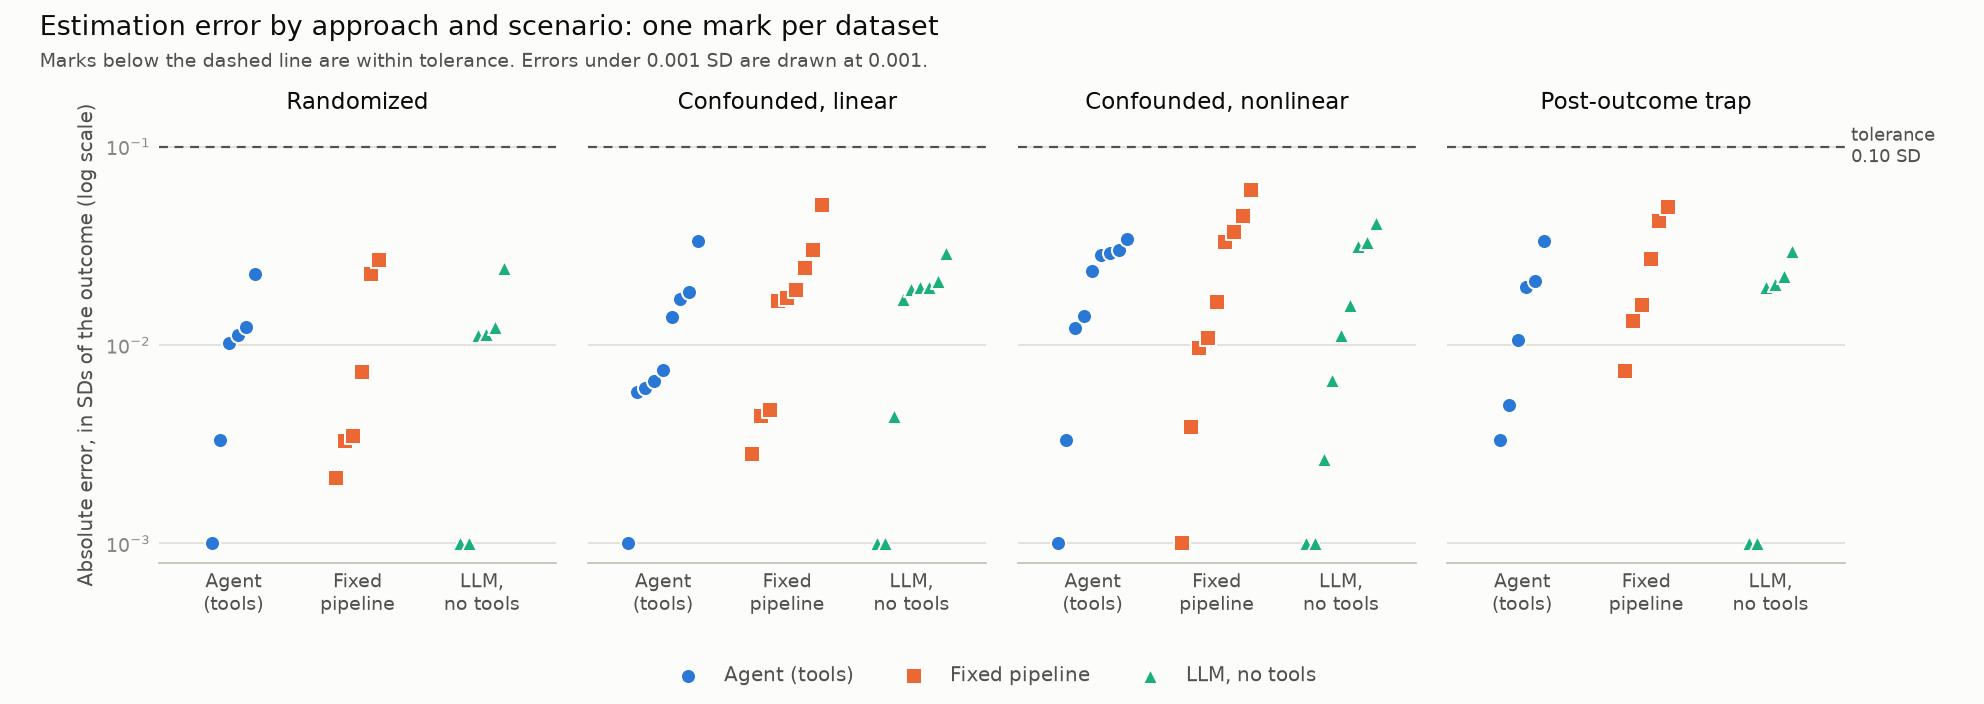 Estimation error by approach and scenario: one mark per dataset
Marks below the dashed line are within tolerance. Errors under 0.001 SD are drawn at 0.001.
Randomized
Confounded, linear
Confounded, nonlinear
Post-outcome trap
Absolute error, in SDs of the outcome (log scale)
10⁻¹
10⁻²
10⁻³
tolerance
0.10 SD
Agent
(tools)
Fixed
pipeline
LLM,
no tools
Agent
(tools)
Fixed
pipeline
LLM,
no tools
Agent
(tools)
Fixed
pipeline
LLM,
no tools
Agent
(tools)
Fixed
pipeline
LLM,
no tools
Agent (tools)
Fixed pipeline
LLM, no tools